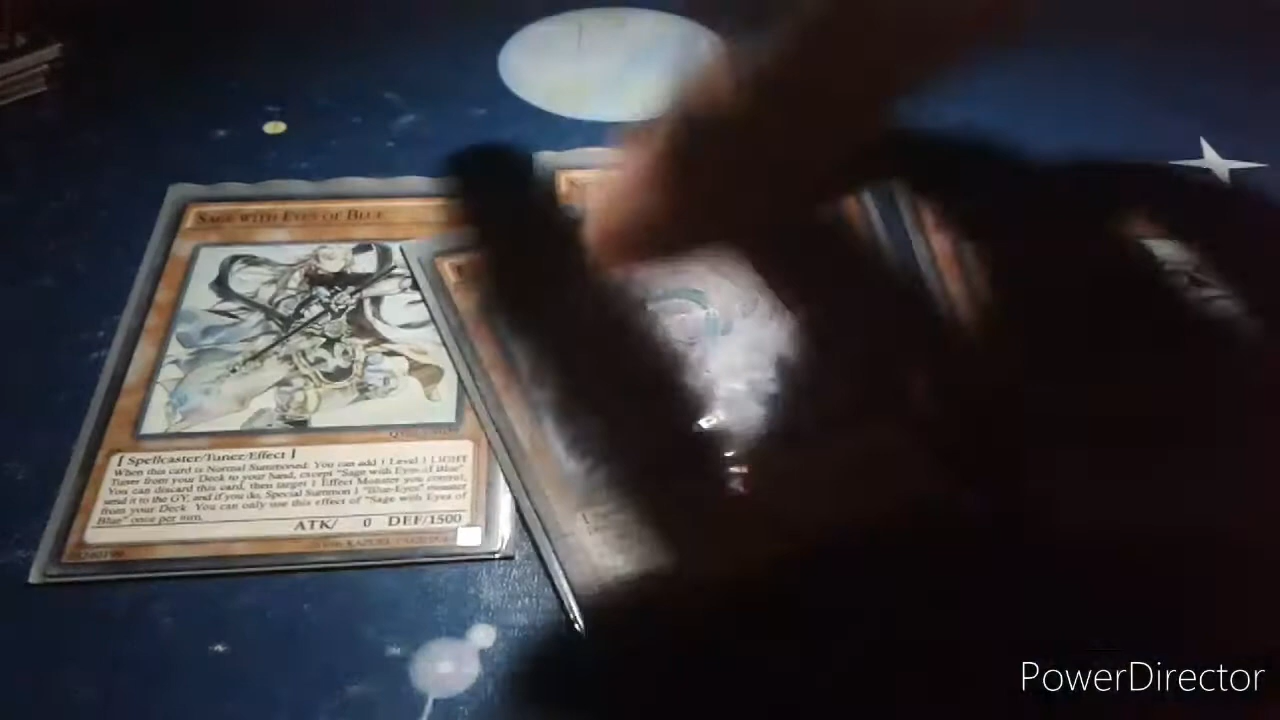 SAGE WITH EYES OF BLUE
[ Spellcaster/Tuner/Effect ]
When this card is Normal Summoned: You can add 1 Level 1 LIGHT
Tuner from your Deck to your hand, except "Sage with Eyes of Blue".
You can discard this card, then target 1 Effect Monster you control,
send it to the GY, and if you do, Special Summon 1 "Blue-Eyes" monster
from your Deck. You can only use this effect of "Sage with Eyes of
Blue" once per turn.
ATK/ 0 DEF/1500
PowerDirector